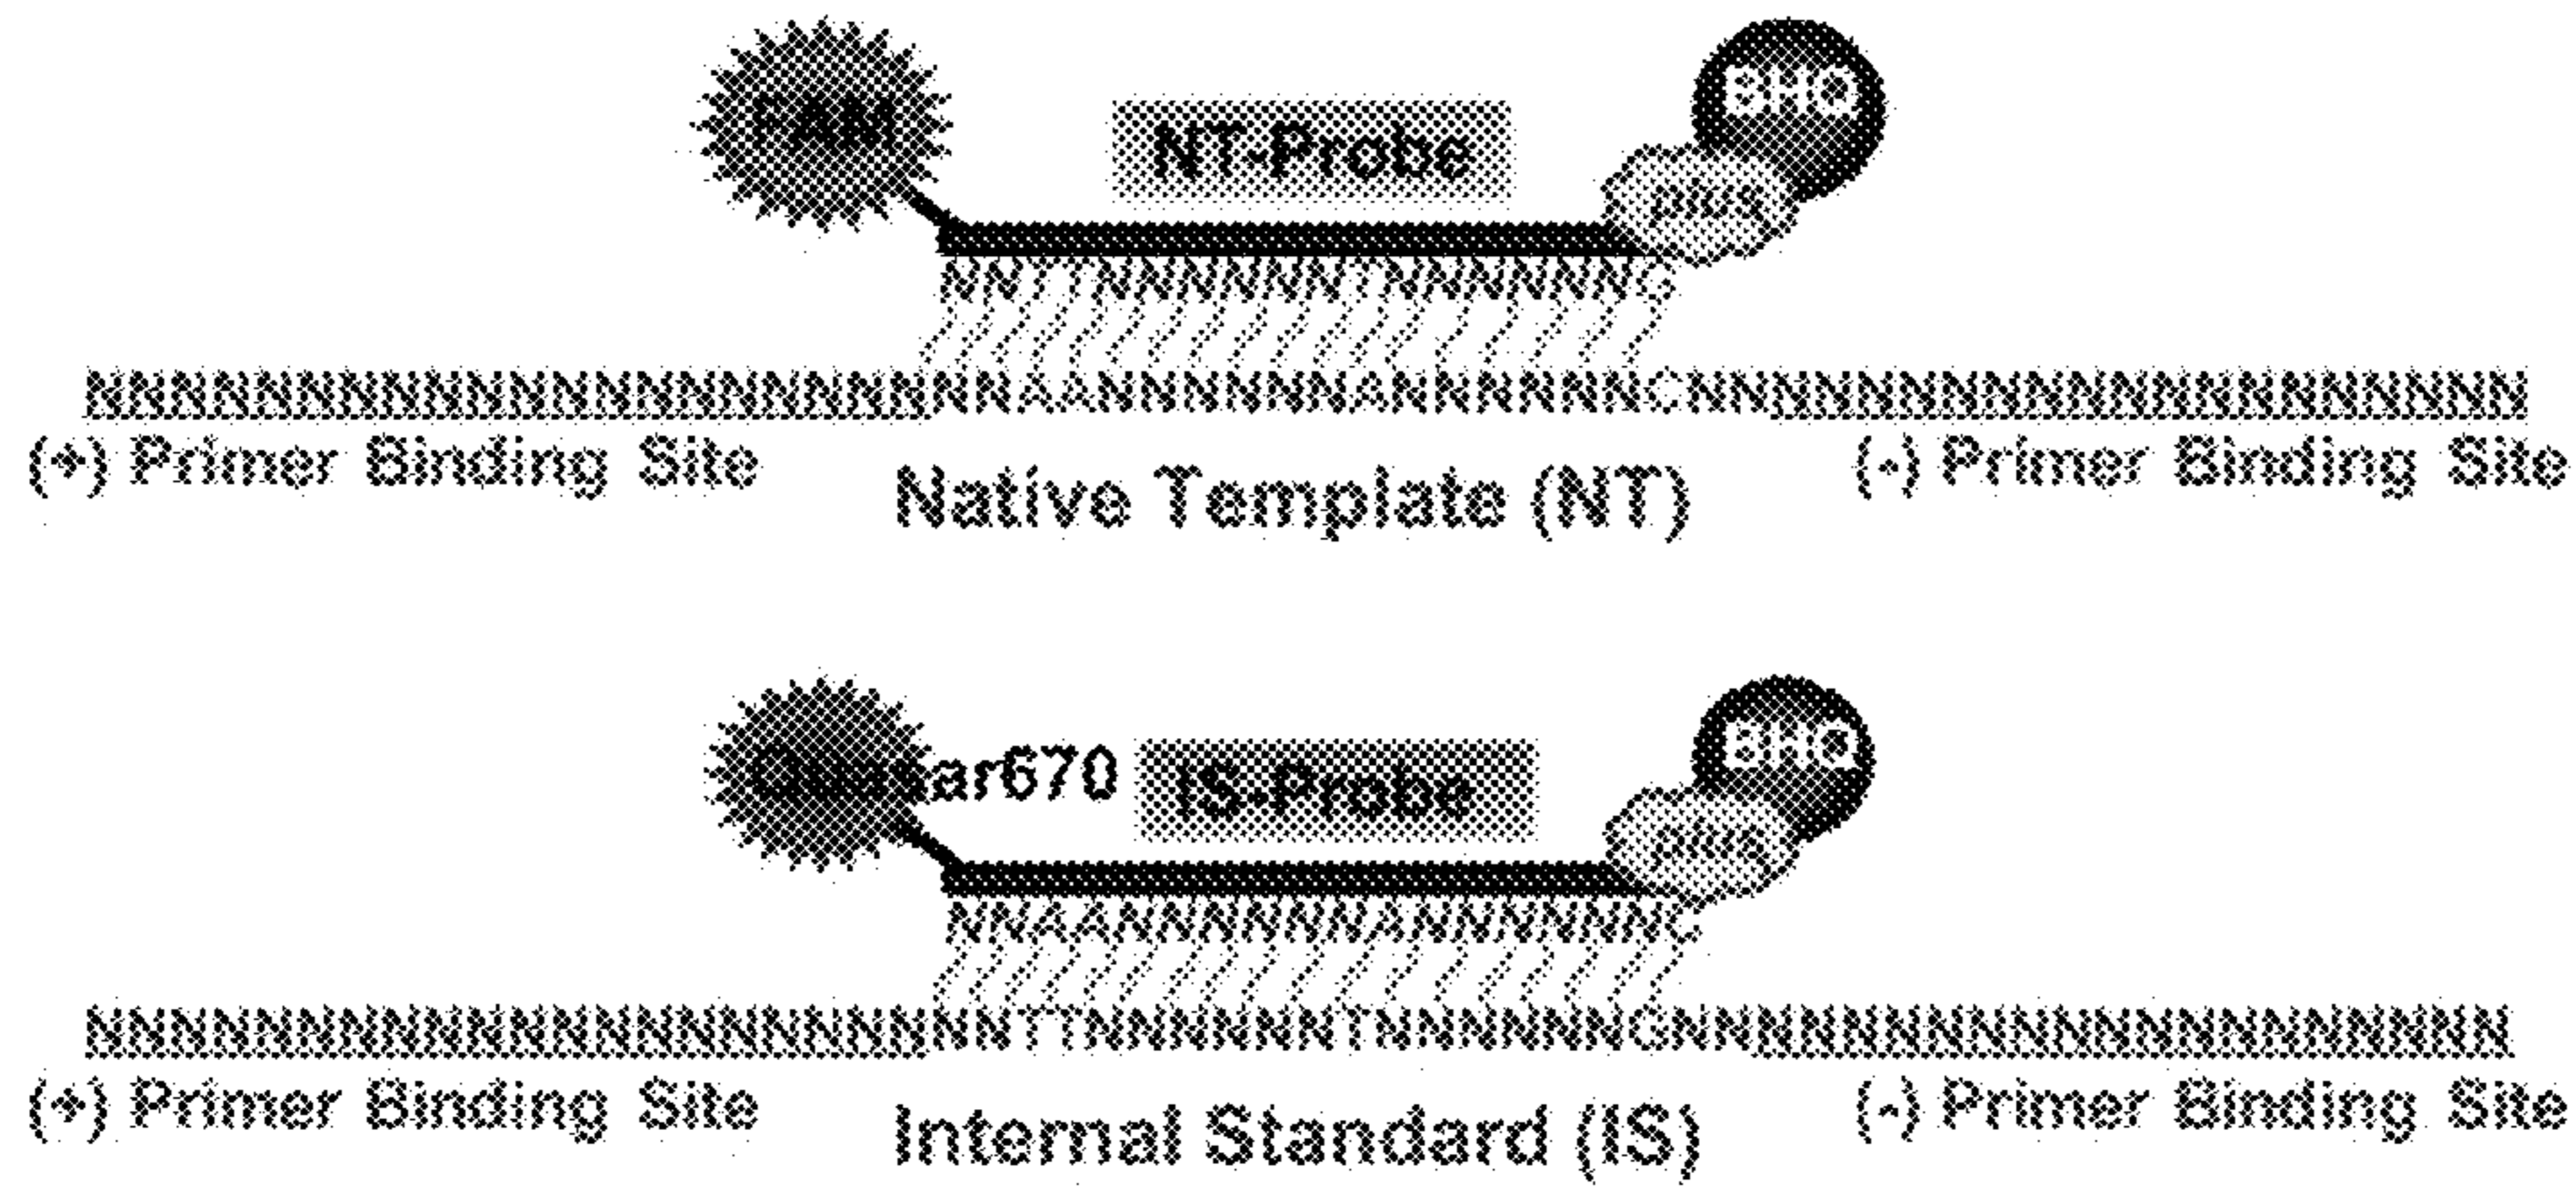 FAM
NT-Probe
BHQ
plus
NNTTNNNNNNTNNNNNNG
NNNNNNNNNNNNNNNNNNNNNNAANNNNNNANNNNNNCNNNNNNNNNNNNNNNNNNNN
(+) Primer Binding Site
Native Template (NT)
(-) Primer Binding Site
Quasar670
IS-Probe
BHQ
plus
NNAANNNNNNANNNNNNC
NNNNNNNNNNNNNNNNNNNNNNTTNNNNNNTNNNNNNGNNNNNNNNNNNNNNNNNNNN
(+) Primer Binding Site
Internal Standard (IS)
(-) Primer Binding Site